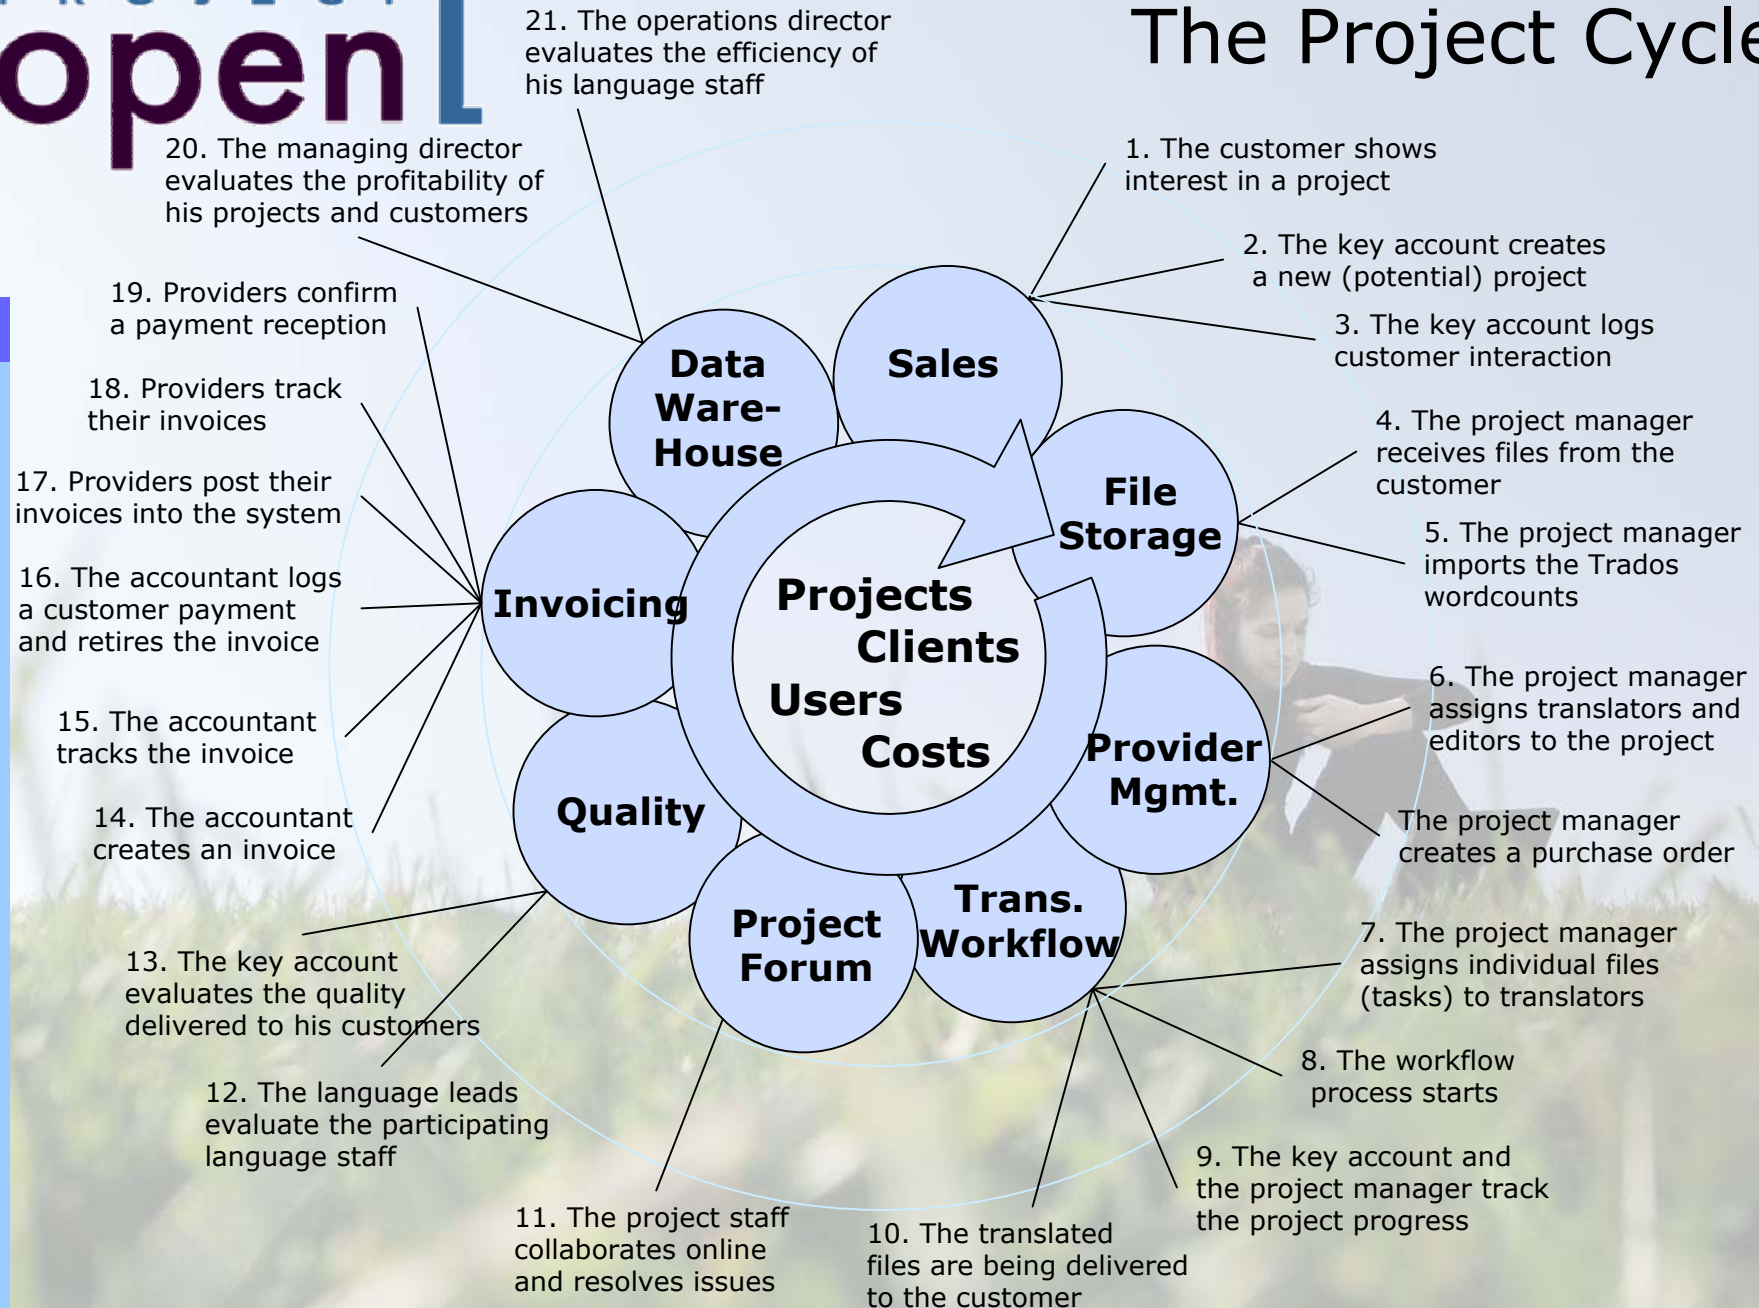 PROJECT
open[
The Project Cycle
21. The operations director
evaluates the efficiency of
his language staff
20. The managing director
evaluates the profitability of
his projects and customers
19. Providers confirm
a payment reception
18. Providers track
their invoices
17. Providers post their
invoices into the system
16. The accountant logs
a customer payment
and retires the invoice
15. The accountant
tracks the invoice
14. The accountant
creates an invoice
13. The key account
evaluates the quality
delivered to his customers
12. The language leads
evaluate the participating
language staff
11. The project staff
collaborates online
and resolves issues
10. The translated
files are being delivered
to the customer
9. The key account and
the project manager track
the project progress
8. The workflow
process starts
7. The project manager
assigns individual files
(tasks) to translators
The project manager
creates a purchase order
6. The project manager
assigns translators and
editors to the project
5. The project manager
imports the Trados
wordcounts
4. The project manager
receives files from the
customer
3. The key account logs
customer interaction
2. The key account creates
a new (potential) project
1. The customer shows
interest in a project
Data
Ware-
House
Sales
File
Storage
Provider
Mgmt.
Trans.
Workflow
Project
Forum
Quality
Invoicing
Projects
Clients
Users
Costs